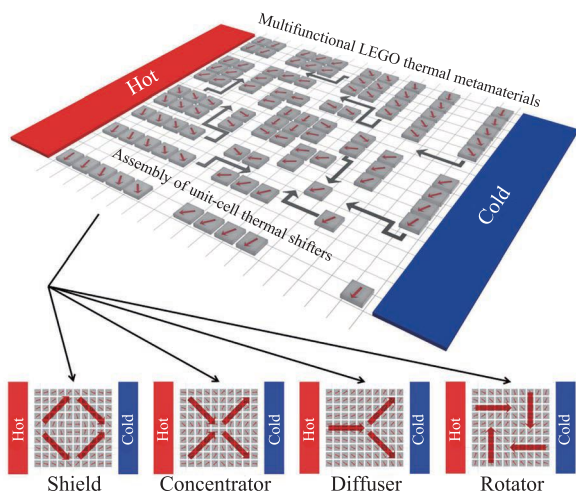 Multifunctional LEGO thermal metamaterials
Hot
Assembly of unit-cell thermal shifters
Cold
Hot
Cold
Hot
Cold
Hot
Cold
Hot
Cold
Shield
Concentrator
Diffuser
Rotator